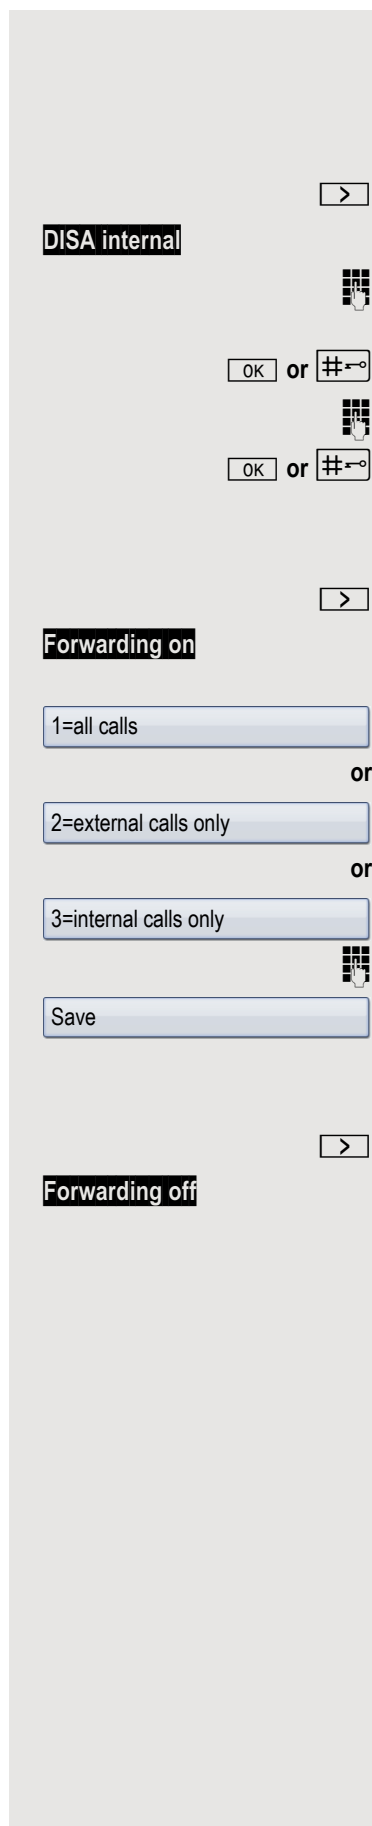 >
DISA internal
OK or #
OK or #
>
Forwarding on
1=all calls
or
2=external calls only
or
3=internal calls only
Save
>
Forwarding off